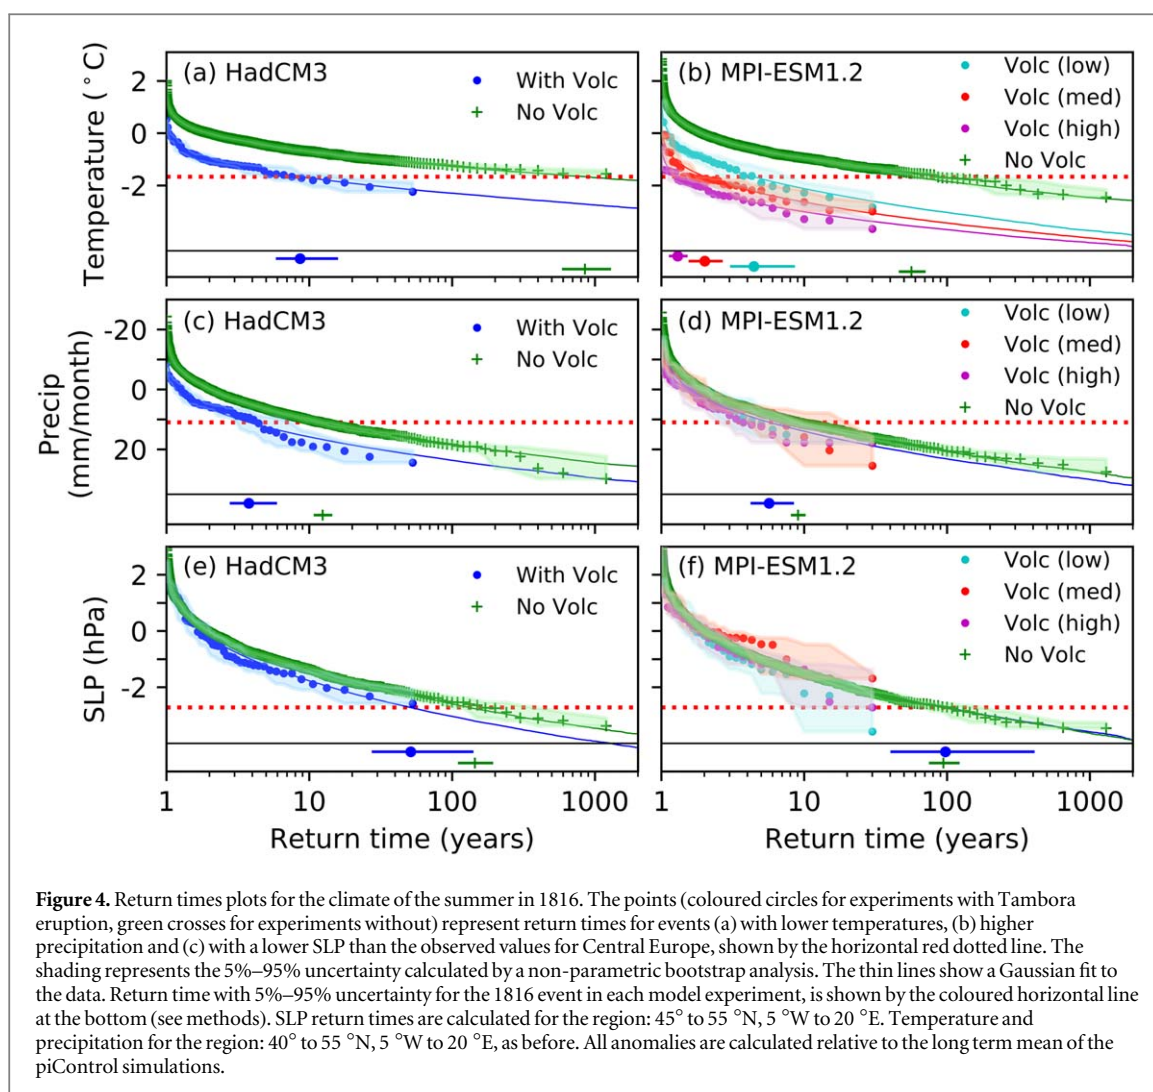 Temperature (°C)
2
0
-2
(a) HadCM3
With Volc
No Volc
(b) MPI-ESM1.2
Volc (low)
Volc (med)
Volc (high)
No Volc
Precip
(mm/month)
-20
0
20
(c) HadCM3
With Volc
No Volc
(d) MPI-ESM1.2
Volc (low)
Volc (med)
Volc (high)
No Volc
SLP (hPa)
2
0
-2
(e) HadCM3
With Volc
No Volc
(f) MPI-ESM1.2
Volc (low)
Volc (med)
Volc (high)
No Volc
1 10 100 1000
1 10 100 1000
Return time (years)
Return time (years)
Figure 4. Return times plots for the climate of the summer in 1816. The points (coloured circles for experiments with Tambora
eruption, green crosses for experiments without) represent return times for events (a) with lower temperatures, (b) higher
precipitation and (c) with a lower SLP than the observed values for Central Europe, shown by the horizontal red dotted line. The
shading represents the 5%–95% uncertainty calculated by a non-parametric bootstrap analysis. The thin lines show a Gaussian fit to
the data. Return time with 5%–95% uncertainty for the 1816 event in each model experiment, is shown by the coloured horizontal line
at the bottom (see methods). SLP return times are calculated for the region: 45° to 55 °N, 5 °W to 20 °E. Temperature and
precipitation for the region: 40° to 55 °N, 5 °W to 20 °E, as before. All anomalies are calculated relative to the long term mean of the
piControl simulations.